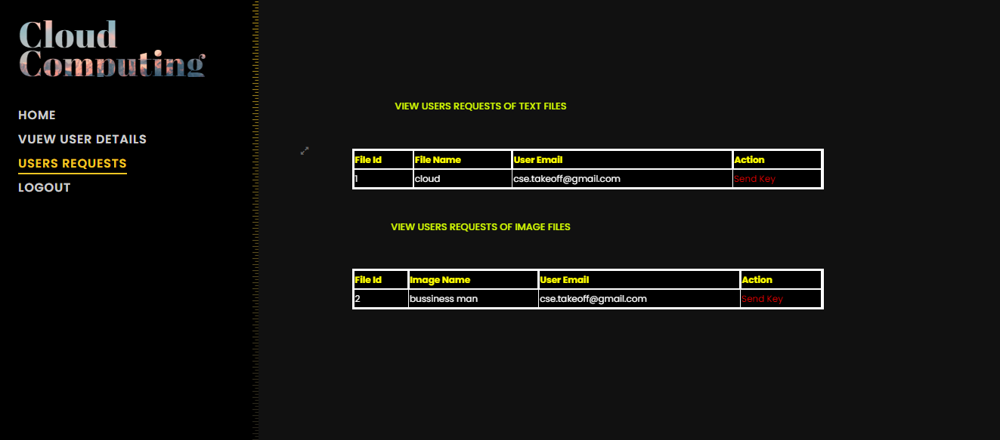 Cloud
Computing
HOME
VUEW USER DETAILS
USERS REQUESTS
LOGOUT
VIEW USERS REQUESTS OF TEXT FILES
File Id File Name User Email Action
1 cloud cse.takeoff@gmail.com Send Key
VIEW USERS REQUESTS OF IMAGE FILES
File Id Image Name User Email Action
2 bussiness man cse.takeoff@gmail.com Send Key